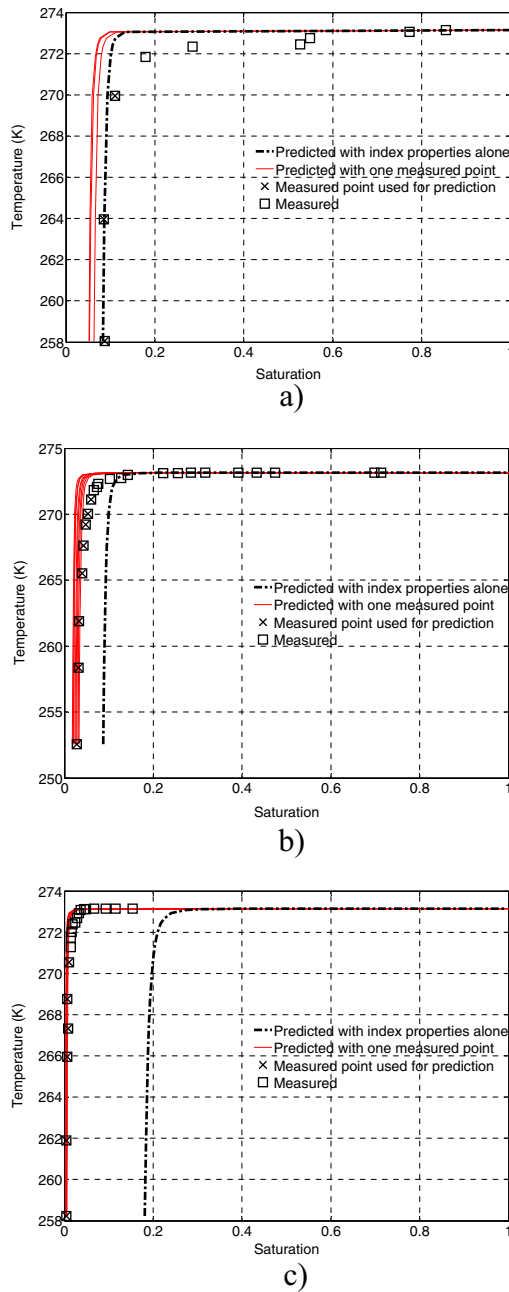 274
272
270
268
266
264
262
260
258
Temperature (K)
Predicted with index properties alone
Predicted with one measured point
Measured point used for prediction
Measured
0 0.2 0.4 0.6 0.8 1
Saturation
a)
275
270
265
260
255
250
Temperature (K)
Predicted with index properties alone
Predicted with one measured point
Measured point used for prediction
Measured
0 0.2 0.4 0.6 0.8 1
Saturation
b)
274
272
270
268
266
264
262
260
258
Temperature (K)
Predicted with index properties alone
Predicted with one measured point
Measured point used for prediction
Measured
0 0.2 0.4 0.6 0.8 1
Saturation
c)